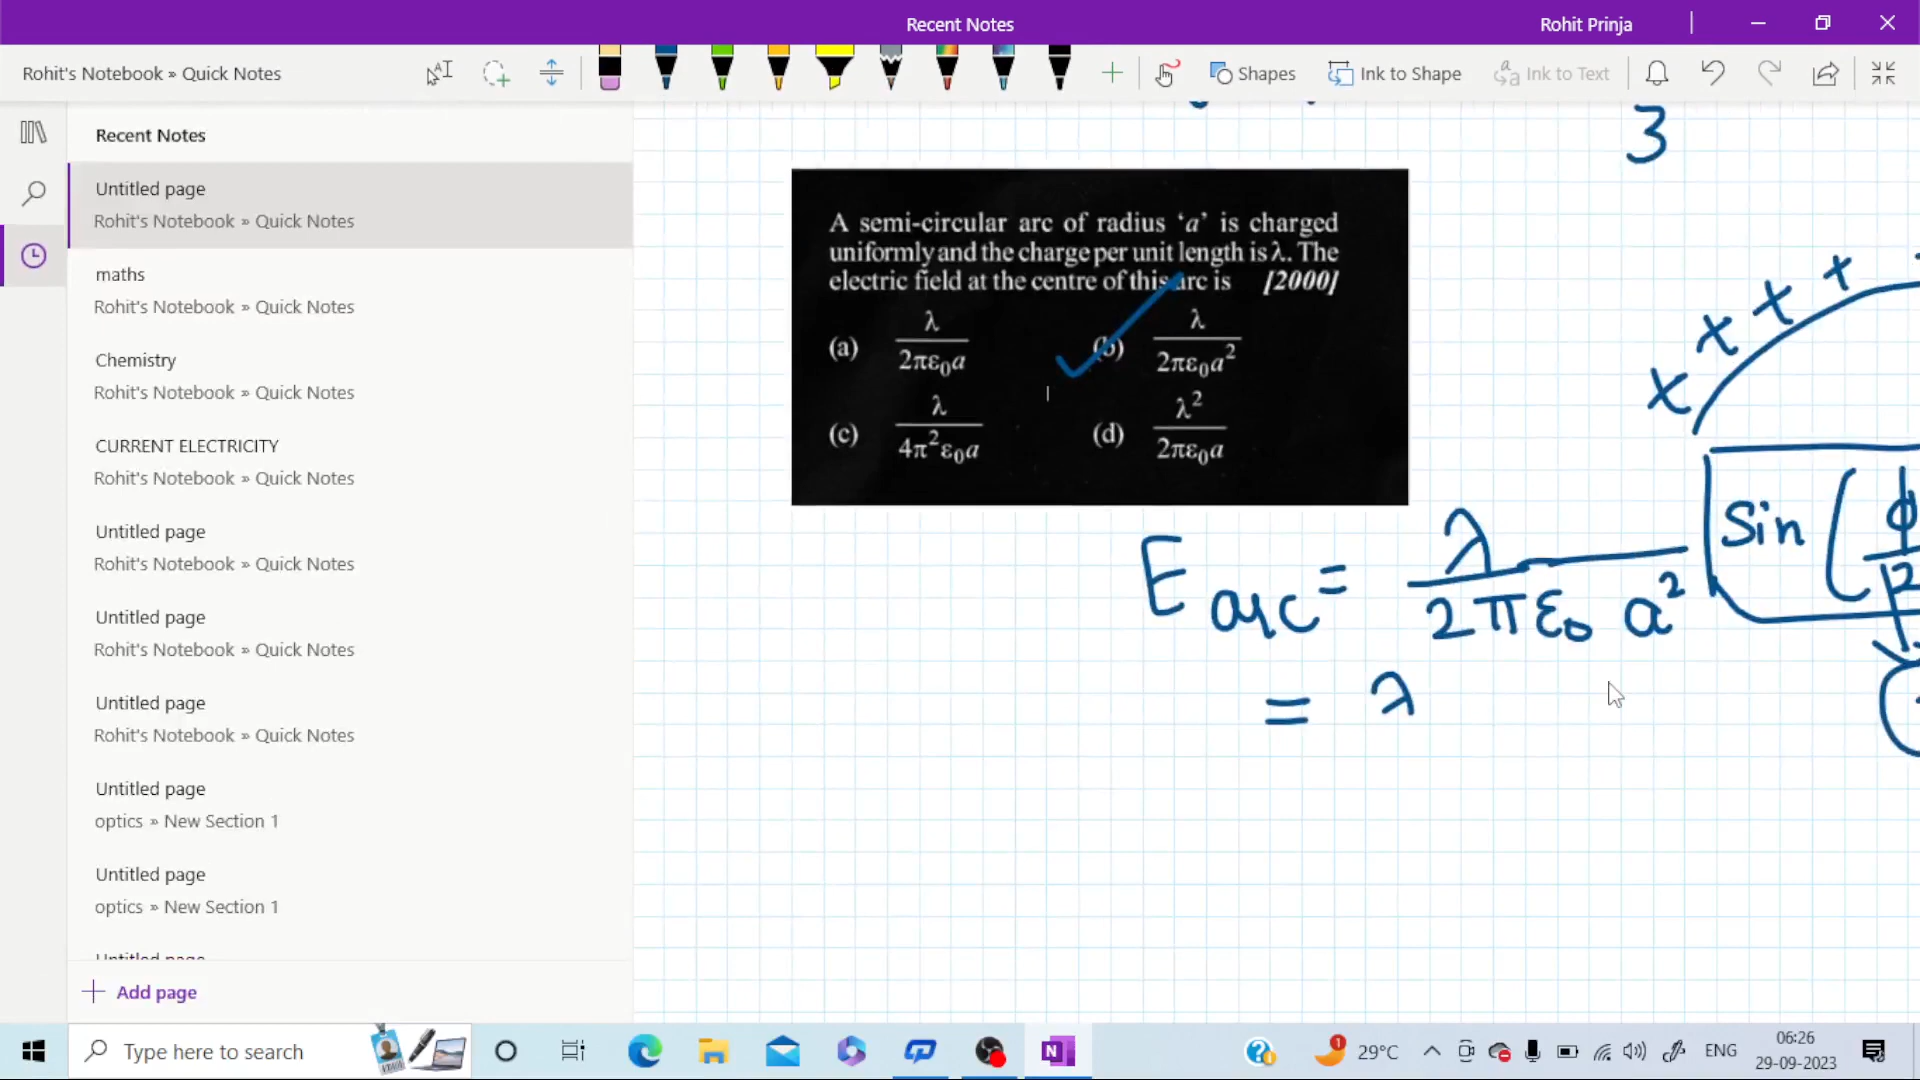 Recent Notes
Rohit Prinja
Rohit's Notebook » Quick Notes
Shapes
Ink to Shape
Ink to Text
Recent Notes
Untitled page
Rohit's Notebook » Quick Notes
maths
Rohit's Notebook » Quick Notes
Chemistry
Rohit's Notebook » Quick Notes
CURRENT ELECTRICITY
Rohit's Notebook » Quick Notes
Untitled page
Rohit's Notebook » Quick Notes
Untitled page
Rohit's Notebook » Quick Notes
Untitled page
Rohit's Notebook » Quick Notes
Untitled page
optics » New Section 1
Untitled page
optics » New Section 1
Untitled page
Add page
3
A semi-circular arc of radius ‘a’ is charged
uniformly and the charge per unit length is λ. The
electric field at the centre of this arc is [2000]
(a) λ / 2πε₀a (b) λ / 2πε₀a²
(c) λ / 4π²ε₀a (d) λ² / 2πε₀a
x x x x
E arc = λ / 2πε₀ a² Sin (φ / 2
= λ
Type here to search
1
29°C
ENG
06:26
29-09-2023